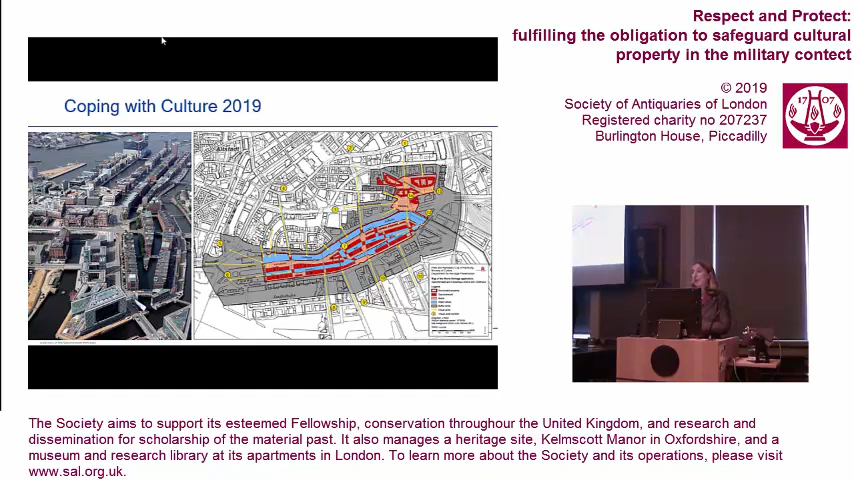 Respect and Protect:
fulfilling the obligation to safeguard cultural
property in the military contect
© 2019
Society of Antiquaries of London
Registered charity no 207237
Burlington House, Piccadilly
17 07
Coping with Culture 2019
Altstadt
The Society aims to support its esteemed Fellowship, conservation throughour the United Kingdom, and research and
dissemination for scholarship of the material past. It also manages a heritage site, Kelmscott Manor in Oxfordshire, and a
museum and research library at its apartments in London. To learn more about the Society and its operations, please visit
www.sal.org.uk.